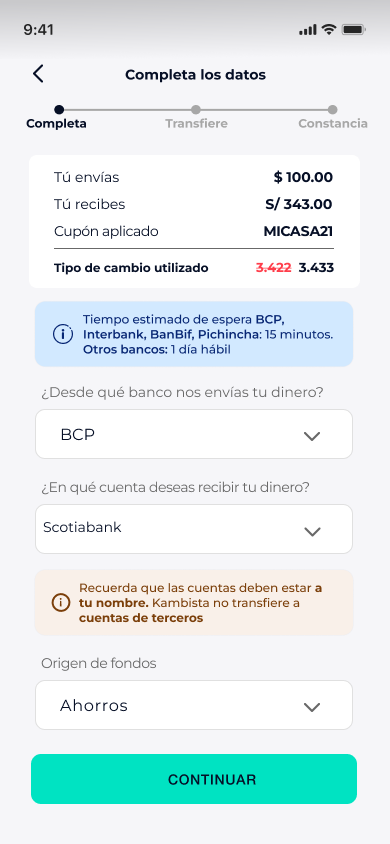 9:41
Completa los datos
Completa Transfiere Constancia
Tú envías $ 100.00
Tú recibes S/ 343.00
Cupón aplicado MICASA21
Tipo de cambio utilizado 3.422 3.433
Tiempo estimado de espera BCP,
Interbank, BanBif, Pichincha: 15 minutos.
Otros bancos: 1 día hábil
¿Desde qué banco nos envías tu dinero?
BCP
¿En qué cuenta deseas recibir tu dinero?
Scotiabank
Recuerda que las cuentas deben estar a
tu nombre. Kambista no transfiere a
cuentas de terceros
Origen de fondos
Ahorros
CONTINUAR